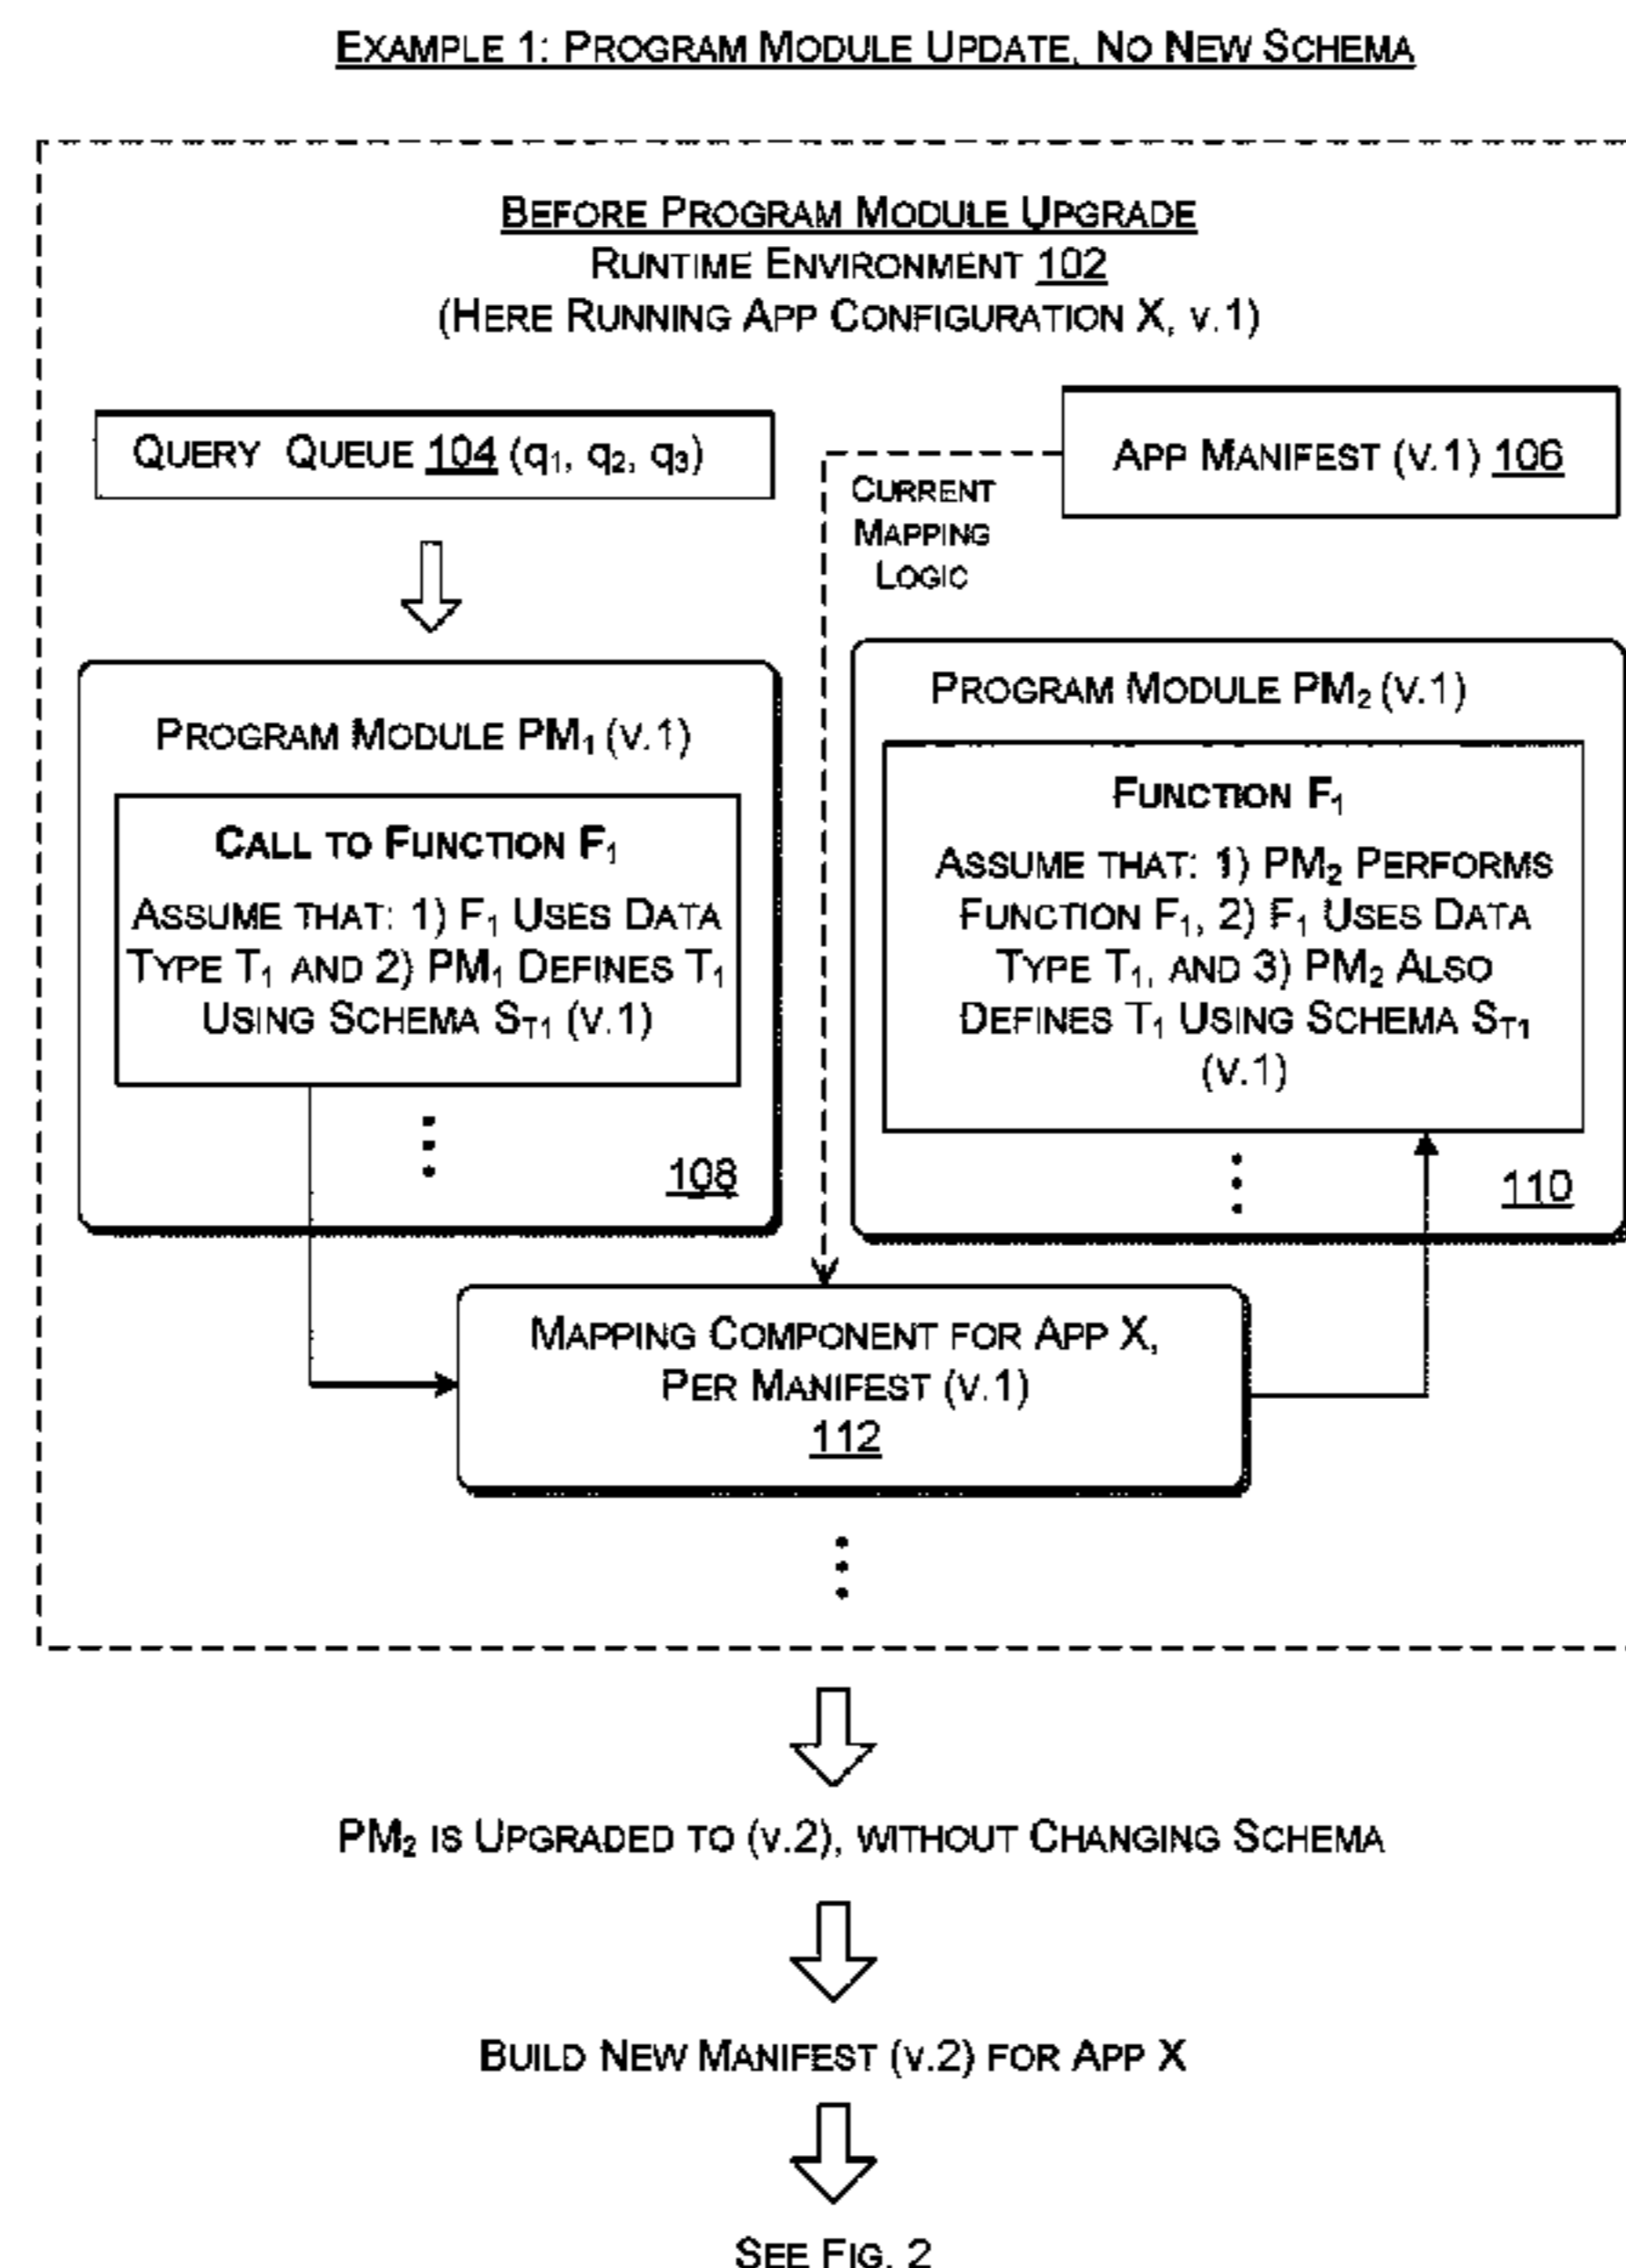 EXAMPLE 1: PROGRAM MODULE UPDATE, NO NEW SCHEMA
BEFORE PROGRAM MODULE UPGRADE
RUNTIME ENVIRONMENT 102
(HERE RUNNING APP CONFIGURATION X, V.1)
QUERY QUEUE 104 (q₁, q₂, q₃)
APP MANIFEST (V.1) 106
CURRENT
MAPPING
LOGIC
PROGRAM MODULE PM₁ (V.1)
CALL TO FUNCTION F₁
ASSUME THAT: 1) F₁ USES DATA
TYPE T₁ AND 2) PM₁ DEFINES T₁
USING SCHEMA S_T1 (V.1)
108
PROGRAM MODULE PM₂ (V.1)
FUNCTION F₁
ASSUME THAT: 1) PM₂ PERFORMS
FUNCTION F₁, 2) F₁ USES DATA
TYPE T₁, AND 3) PM₂ ALSO
DEFINES T₁ USING SCHEMA S_T1
(V.1)
110
MAPPING COMPONENT FOR APP X,
PER MANIFEST (V.1)
112
PM₂ IS UPGRADED TO (V.2), WITHOUT CHANGING SCHEMA
BUILD NEW MANIFEST (V.2) FOR APP X
SEE FIG. 2